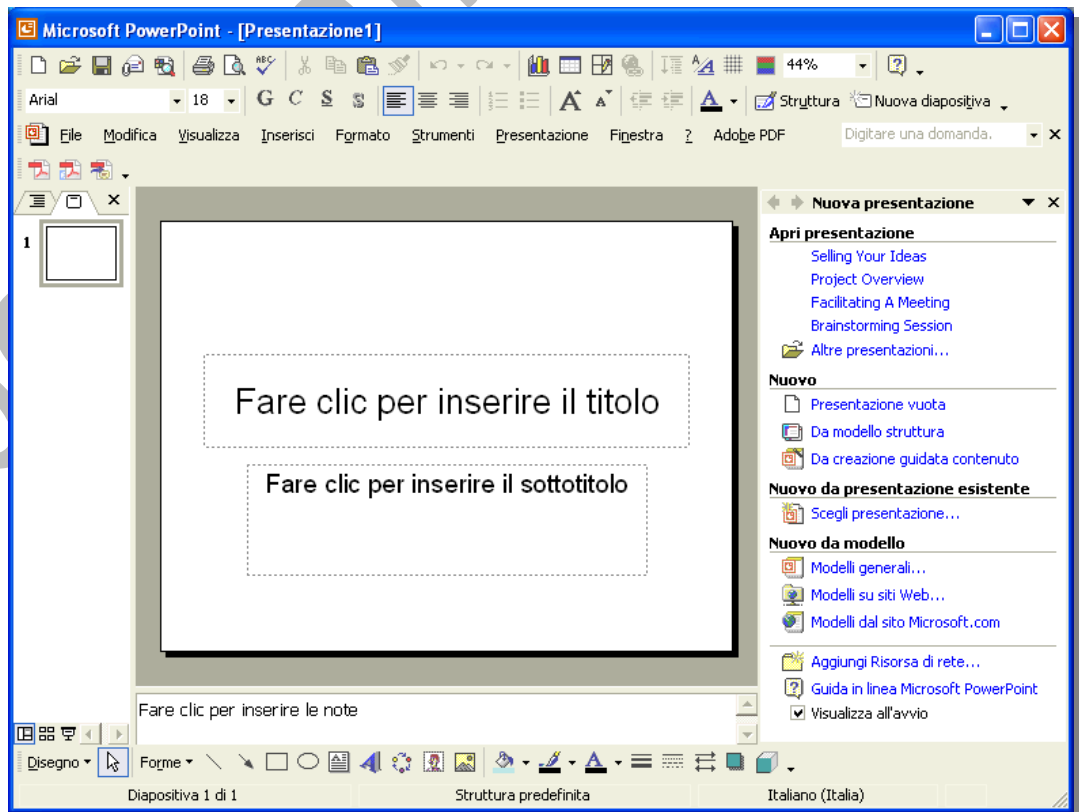 Microsoft PowerPoint - [Presentazione1]
ABC 44%
Arial 18 G C S S A A A Struttura Nuova diapositiva
File Modifica Visualizza Inserisci Formato Strumenti Presentazione Finestra ? Adobe PDF Digitare una domanda.
1
Fare clic per inserire il titolo
Fare clic per inserire il sottotitolo
Fare clic per inserire le note
Nuova presentazione
Apri presentazione
Selling Your Ideas
Project Overview
Facilitating A Meeting
Brainstorming Session
Altre presentazioni...
Nuovo
Presentazione vuota
Da modello struttura
Da creazione guidata contenuto
Nuovo da presentazione esistente
Scegli presentazione...
Nuovo da modello
Modelli generali...
Modelli su siti Web...
Modelli dal sito Microsoft.com
Aggiungi Risorsa di rete...
Guida in linea Microsoft PowerPoint
Visualizza all'avvio
Disegno Forme A A
Diapositiva 1 di 1 Struttura predefinita Italiano (Italia)